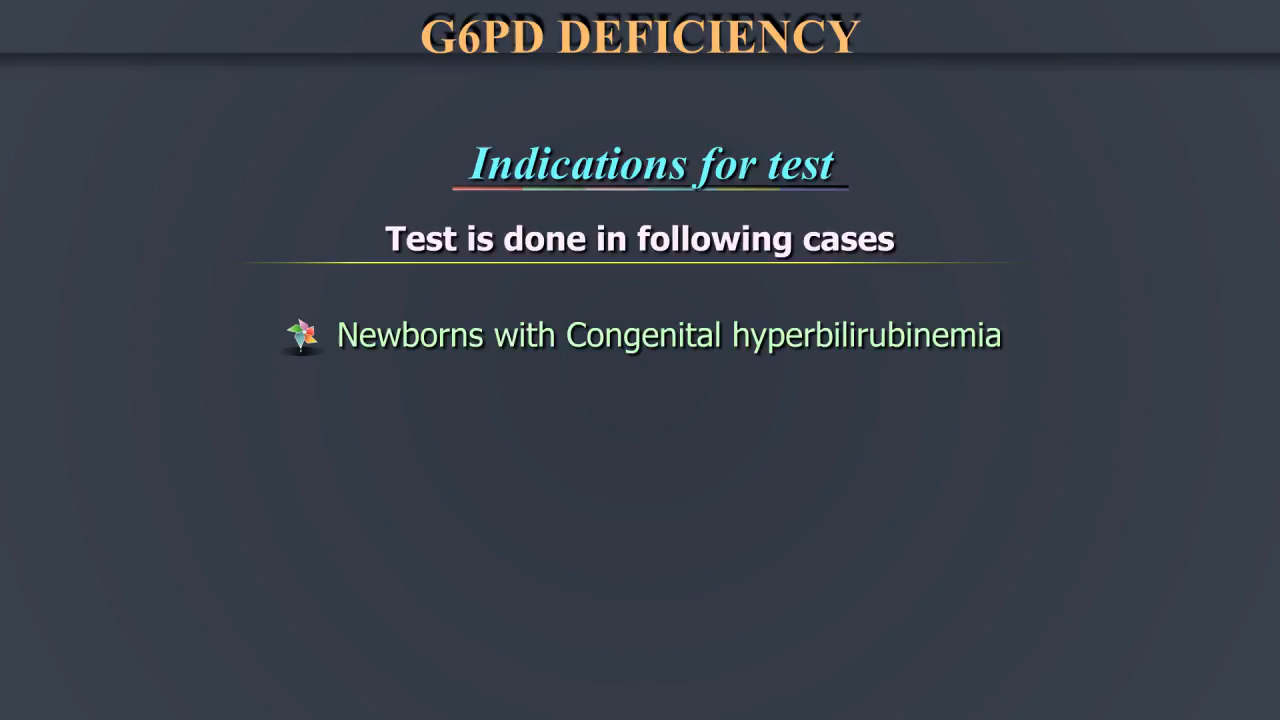 G6PD DEFICIENCY
Indications for test
Test is done in following cases
Newborns with Congenital hyperbilirubinemia